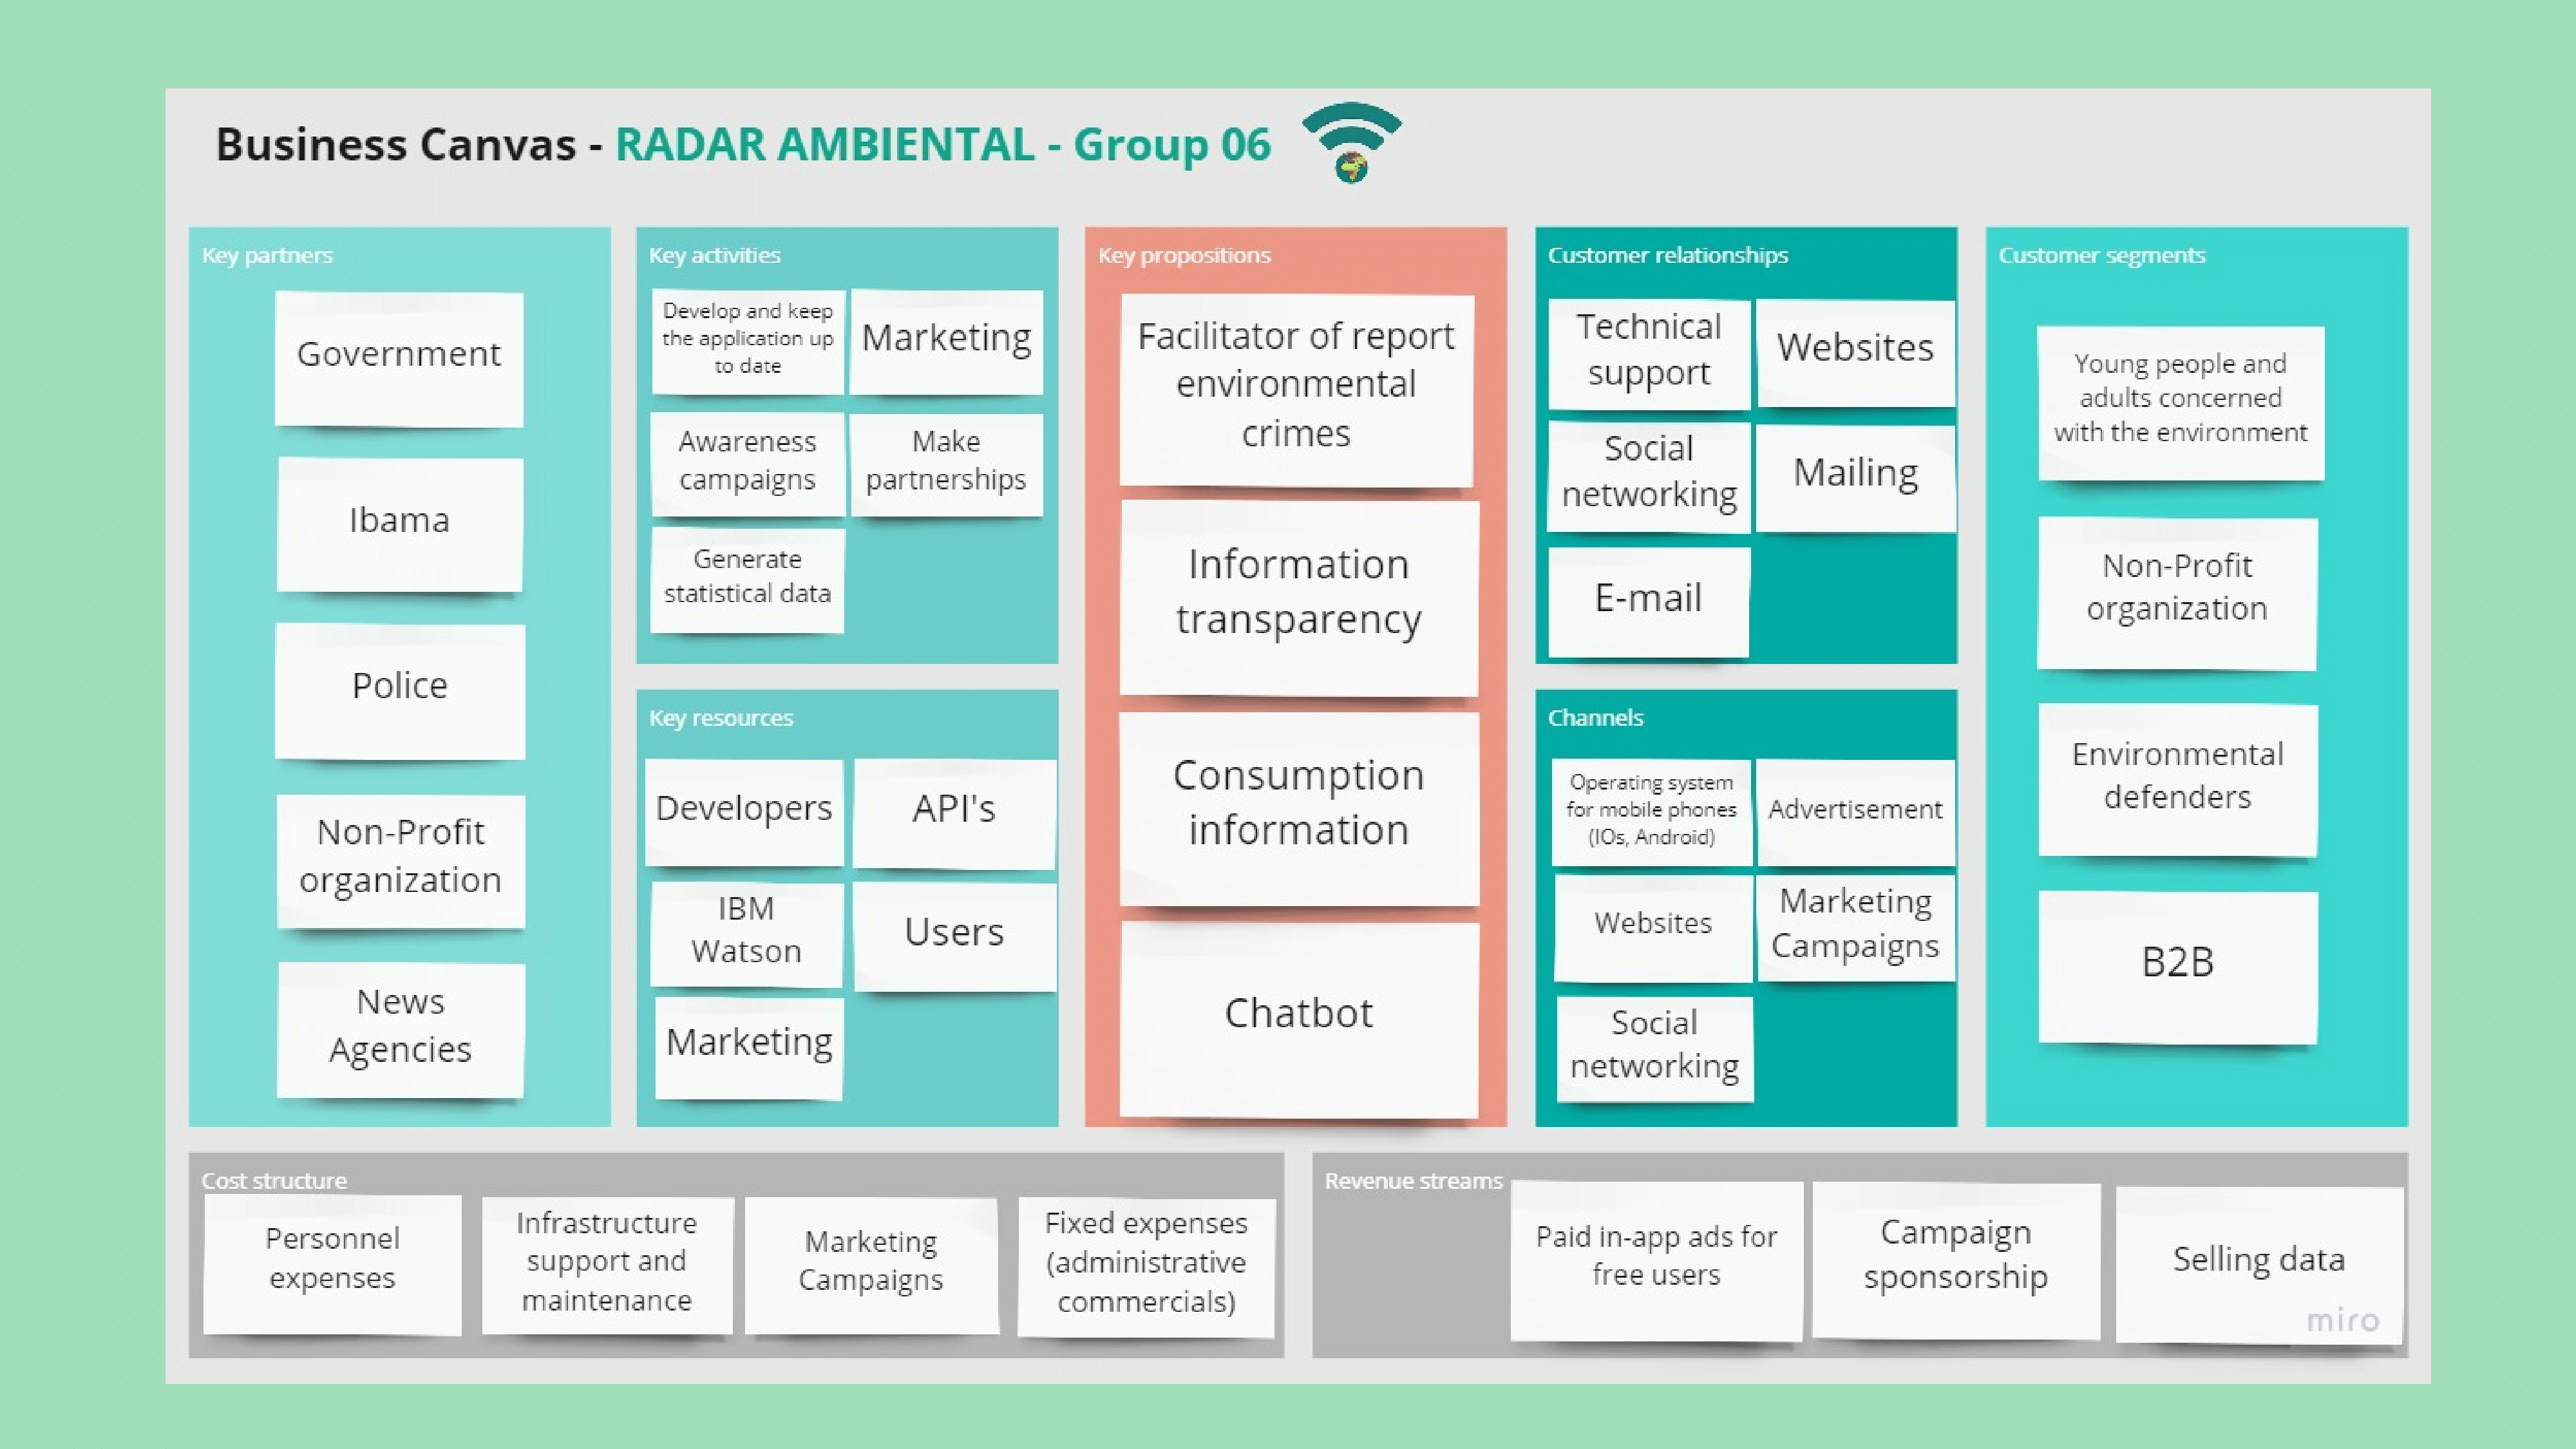 Business Canvas - RADAR AMBIENTAL - Group 06
Key partners
Government
Ibama
Police
Non-Profit
organization
News
Agencies
Key activities
Develop and keep
the application up
to date
Marketing
Awareness
campaigns
Make
partnerships
Generate
statistical data
Key resources
Developers
API's
IBM
Watson
Users
Marketing
Key propositions
Facilitator of report
environmental
crimes
Information
transparency
Consumption
information
Chatbot
Customer relationships
Technical
support
Websites
Social
networking
Mailing
E-mail
Channels
Operating system
for mobile phones
(IOs, Android)
Advertisement
Websites
Marketing
Campaigns
Social
networking
Customer segments
Young people and
adults concerned
with the environment
Non-Profit
organization
Environmental
defenders
B2B
Cost structure
Personnel
expenses
Infrastructure
support and
maintenance
Marketing
Campaigns
Fixed expenses
(administrative
commercials)
Revenue streams
Paid in-app ads for
free users
Campaign
sponsorship
Selling data
miro